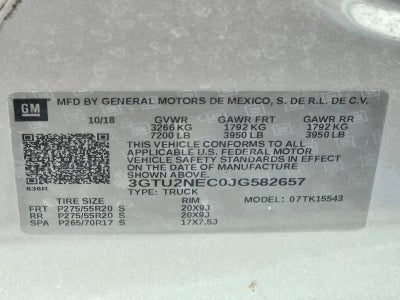 GM
MFD BY GENERAL MOTORS DE MEXICO, S. DE R.L. DE C.V.
10/18 GVWR GAWR FRT GAWR RR
3266 KG 1792 KG 1792 KG
7200 LB 3950 LB 3950 LB
THIS VEHICLE CONFORMS TO ALL
APPLICABLE U.S. FEDERAL MOTOR
VEHICLE SAFETY STANDARDS IN EFFECT
ON THE DATE OF MANUFACTURE
SHOWN ABOVE.
836R
3GTU2NEC0JG582657
TYPE: TRUCK MODEL: 07TK15543
TIRE SIZE RIM
FRT P275/55R20 S 20X9J
RR P275/55R20 S 20X9J
SPA P265/70R17 S 17X7.5J